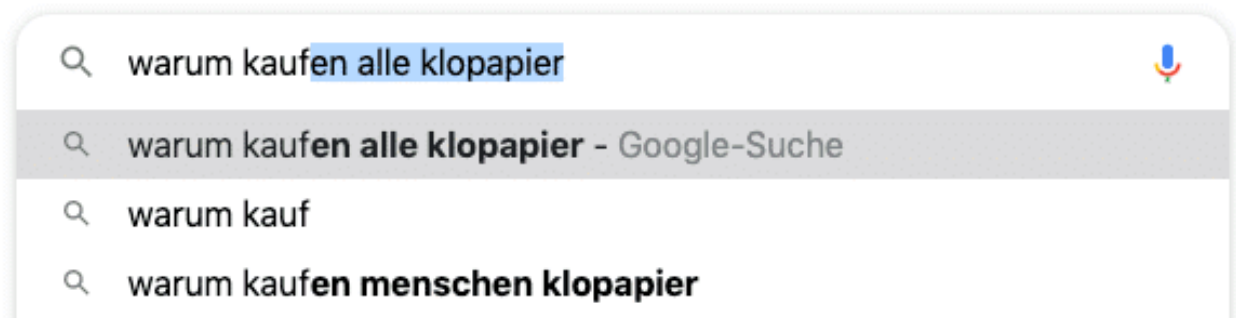 warum kaufen alle klopapier
warum kaufen alle klopapier - Google-Suche
warum kauf
warum kaufen menschen klopapier